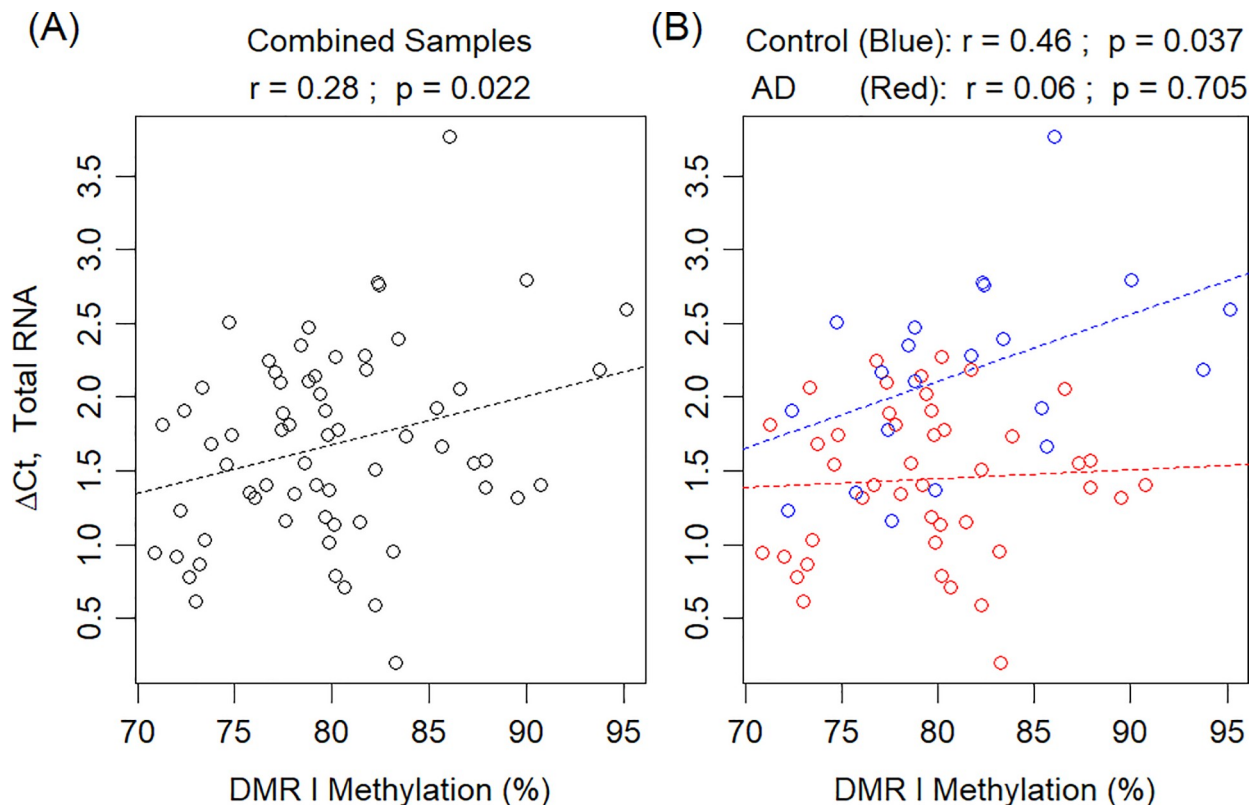 (A)
Combined Samples
r = 0.28 ; p = 0.022
(B)
Control (Blue): r = 0.46 ; p = 0.037
AD (Red): r = 0.06 ; p = 0.705
ΔCt, Total RNA
3.5
3.0
2.5
2.0
1.5
1.0
0.5
70 75 80 85 90 95
DMR I Methylation (%)
3.5
3.0
2.5
2.0
1.5
1.0
0.5
70 75 80 85 90 95
DMR I Methylation (%)